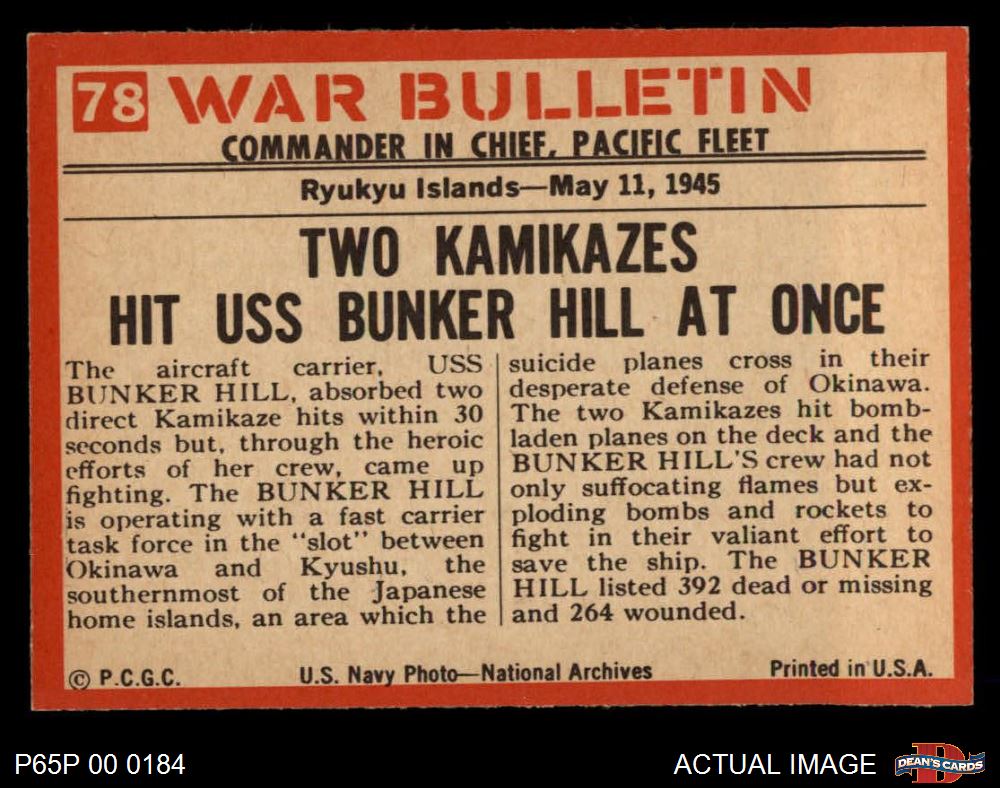 78 WAR BULLETIN
COMMANDER IN CHIEF, PACIFIC FLEET
Ryukyu Islands—May 11, 1945
TWO KAMIKAZES
HIT USS BUNKER HILL AT ONCE
The aircraft carrier, USS
BUNKER HILL, absorbed two
direct Kamikaze hits within 30
seconds but, through the heroic
efforts of her crew, came up
fighting. The BUNKER HILL
is operating with a fast carrier
task force in the "slot" between
Okinawa and Kyushu, the
southernmost of the Japanese
home islands, an area which the
suicide planes cross in their
desperate defense of Okinawa.
The two Kamikazes hit bomb-
laden planes on the deck and the
BUNKER HILL'S crew had not
only suffocating flames but ex-
ploding bombs and rockets to
fight in their valiant effort to
save the ship. The BUNKER
HILL listed 392 dead or missing
and 264 wounded.
© P.C.G.C. U.S. Navy Photo—National Archives Printed in U.S.A.
P65P 00 0184 ACTUAL IMAGE DEAN'S CARDS